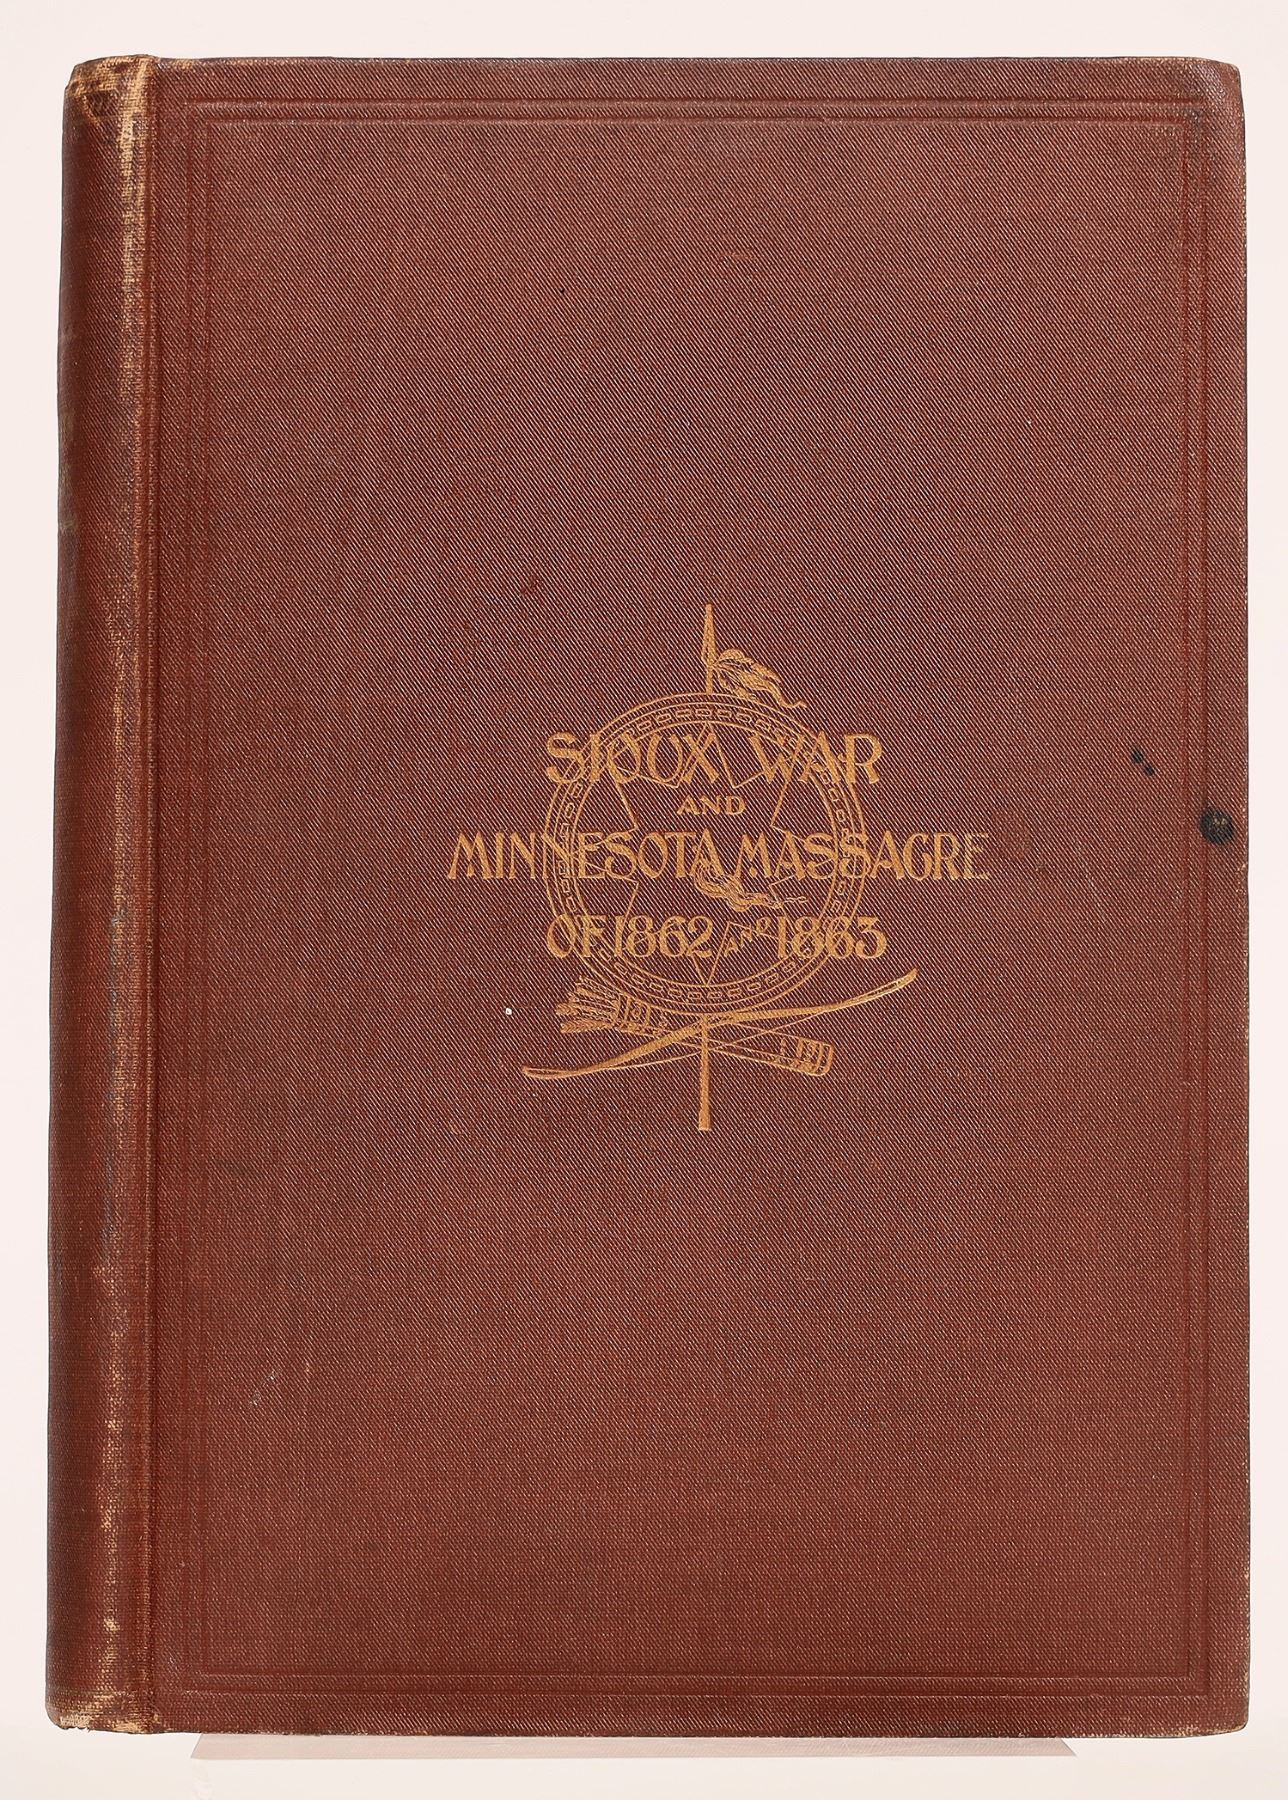 SIOUX WAR
AND
MINNESOTA MASSACRE
OF 1862 AND 1863